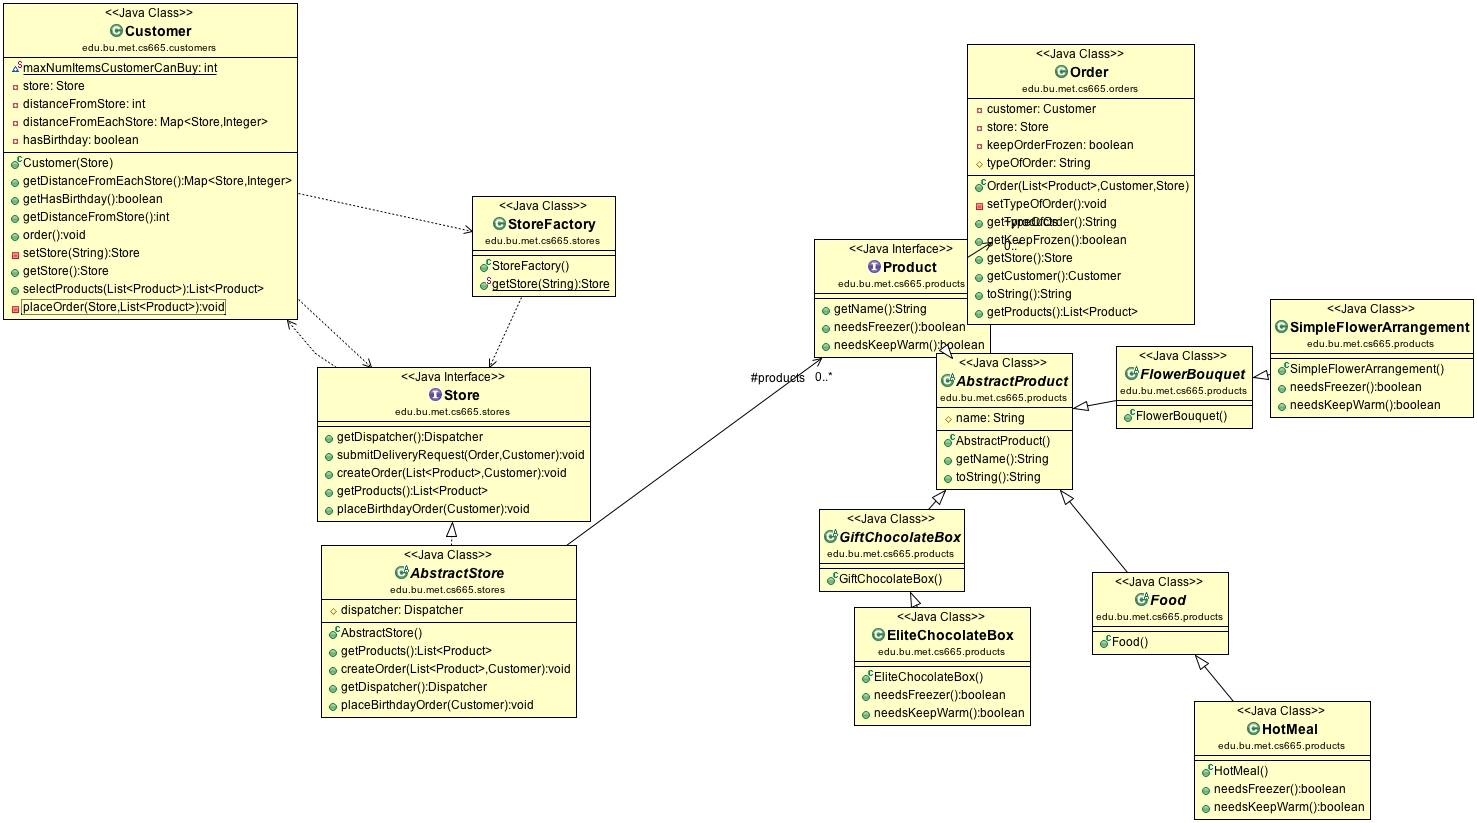 <<Java Class>>
Customer
edu.bu.met.cs665.customers
maxNumItemsCustomerCanBuy: int
store: Store
distanceFromStore: int
distanceFromEachStore: Map<Store,Integer>
hasBirthday: boolean
Customer(Store)
getDistanceFromEachStore():Map<Store,Integer>
getHasBirthday():boolean
getDistanceFromStore():int
order():void
setStore(String):Store
getStore():Store
selectProducts(List<Product>):List<Product>
placeOrder(Store,List<Product>):void
<<Java Class>>
StoreFactory
edu.bu.met.cs665.stores
StoreFactory()
getStore(String):Store
<<Java Interface>>
Store
edu.bu.met.cs665.stores
getDispatcher():Dispatcher
submitDeliveryRequest(Order,Customer):void
createOrder(List<Product>,Customer):void
getProducts():List<Product>
placeBirthdayOrder(Customer):void
<<Java Class>>
AbstractStore
edu.bu.met.cs665.stores
dispatcher: Dispatcher
AbstractStore()
getProducts():List<Product>
createOrder(List<Product>,Customer):void
getDispatcher():Dispatcher
placeBirthdayOrder(Customer):void
#products 0..*
<<Java Interface>>
Product
edu.bu.met.cs665.products
getName():String
needsFreezer():boolean
needsKeepWarm():boolean
<<Java Class>>
Order
edu.bu.met.cs665.orders
customer: Customer
store: Store
keepOrderFrozen: boolean
typeOfOrder: String
Order(List<Product>,Customer,Store)
setTypeOfOrder():void
getTypeOfOrder():String
getKeepFrozen():boolean
getStore():Store
getCustomer():Customer
toString():String
getProducts():List<Product>
<<Java Class>>
AbstractProduct
edu.bu.met.cs665.products
name: String
AbstractProduct()
getName():String
toString():String
<<Java Class>>
FlowerBouquet
edu.bu.met.cs665.products
FlowerBouquet()
<<Java Class>>
SimpleFlowerArrangement
edu.bu.met.cs665.products
SimpleFlowerArrangement()
needsFreezer():boolean
needsKeepWarm():boolean
<<Java Class>>
GiftChocolateBox
edu.bu.met.cs665.products
GiftChocolateBox()
<<Java Class>>
EliteChocolateBox
edu.bu.met.cs665.products
EliteChocolateBox()
needsFreezer():boolean
needsKeepWarm():boolean
<<Java Class>>
Food
edu.bu.met.cs665.products
Food()
<<Java Class>>
HotMeal
edu.bu.met.cs665.products
HotMeal()
needsFreezer():boolean
needsKeepWarm():boolean